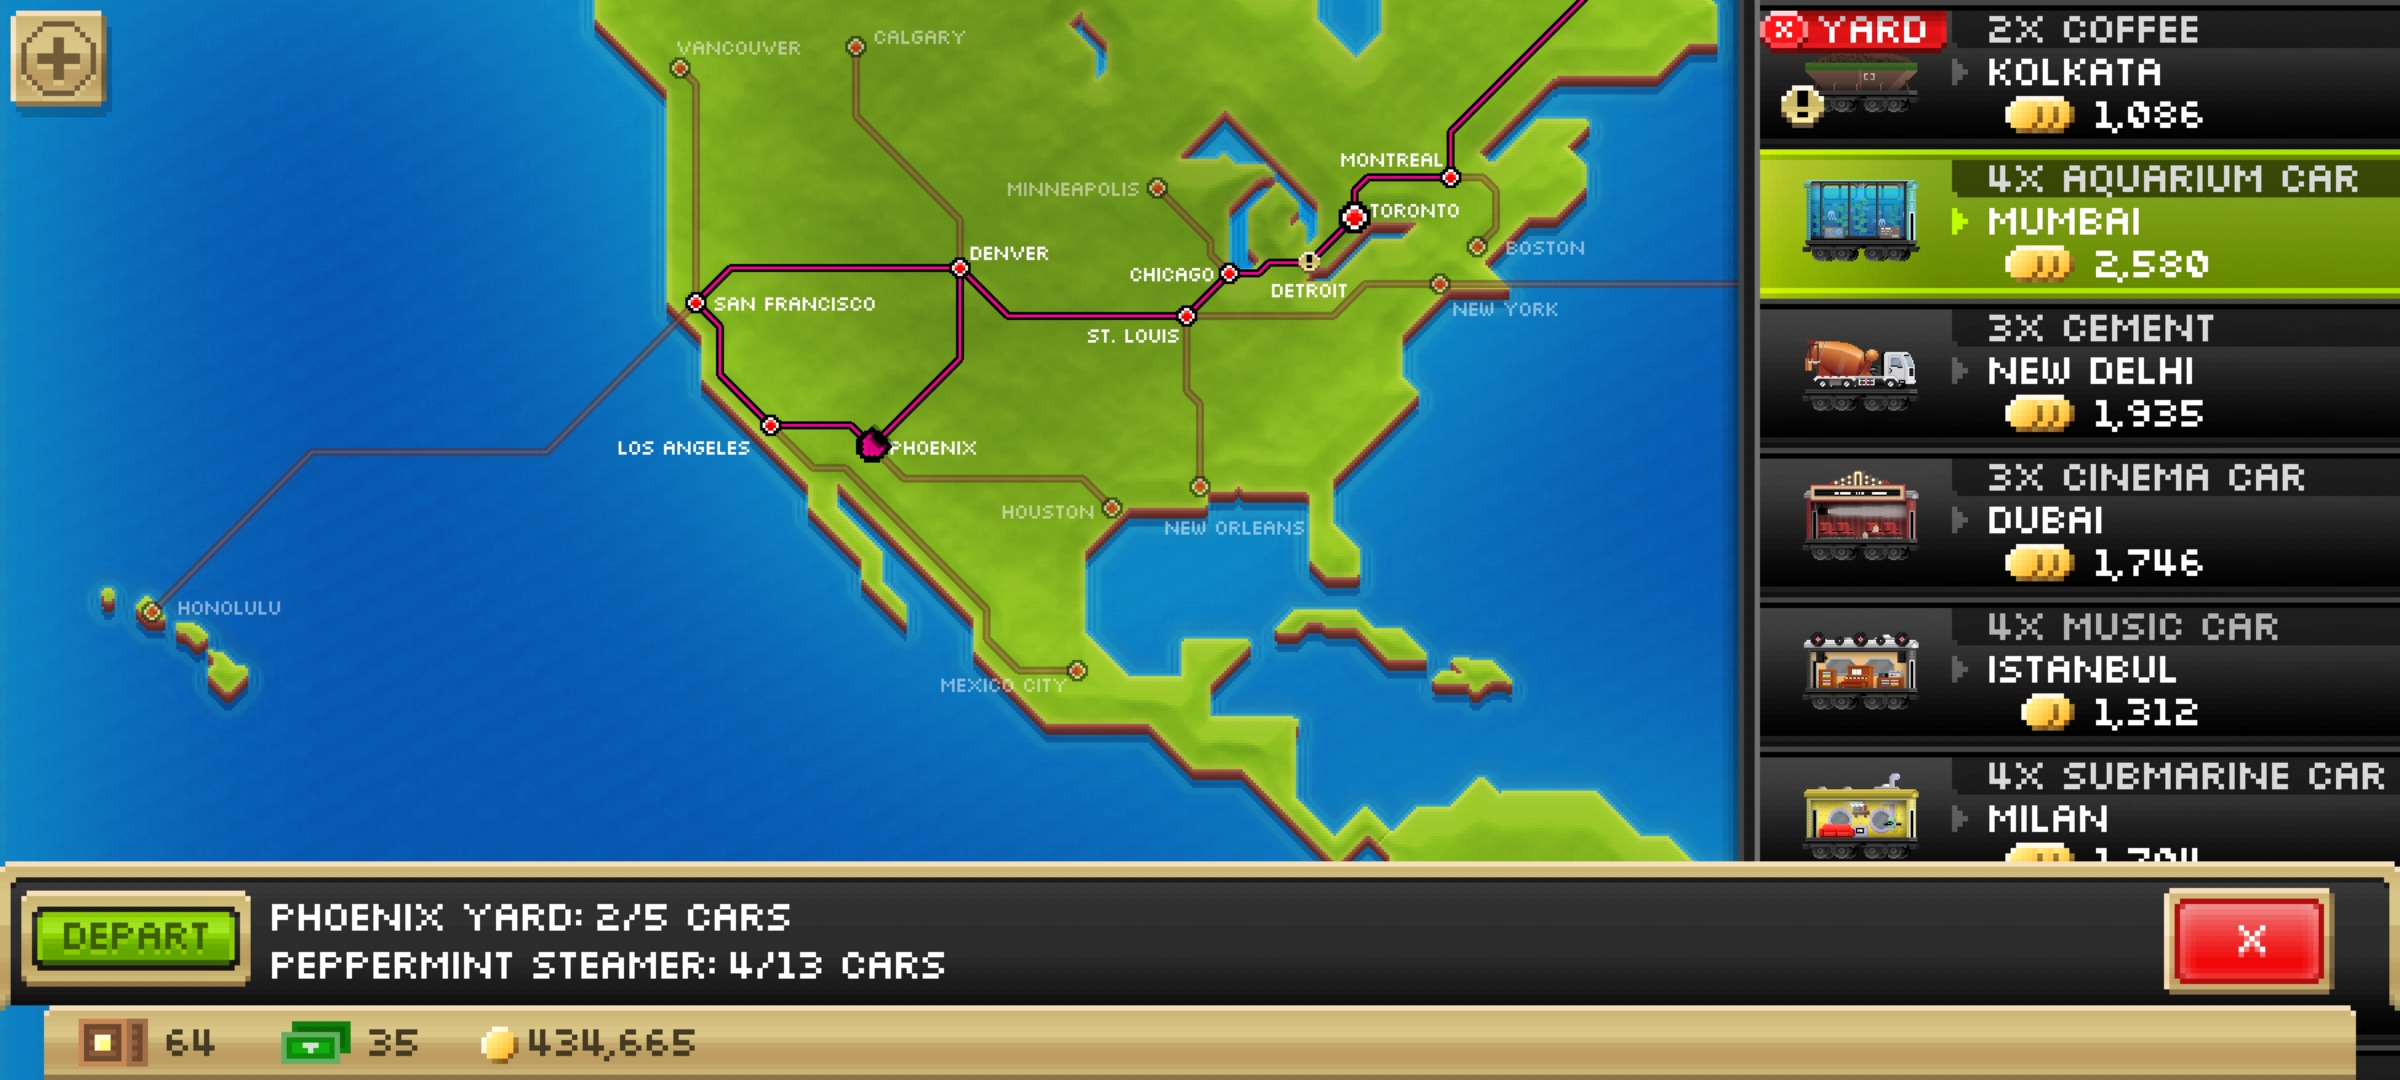 VANCOUVER
CALGARY
MINNEAPOLIS
MONTREAL
TORONTO
BOSTON
DENVER
CHICAGO
DETROIT
NEW YORK
SAN FRANCISCO
ST. LOUIS
LOS ANGELES
PHOENIX
HOUSTON
NEW ORLEANS
HONOLULU
MEXICO CITY
YARD
2X COFFEE
KOLKATA
1,086
4X AQUARIUM CAR
MUMBAI
2,580
3X CEMENT
NEW DELHI
1,935
3X CINEMA CAR
DUBAI
1,746
4X MUSIC CAR
ISTANBUL
1,312
4X SUBMARINE CAR
MILAN
DEPART
PHOENIX YARD: 2/5 CARS
PEPPERMINT STEAMER: 4/13 CARS
X
64
35
434,665